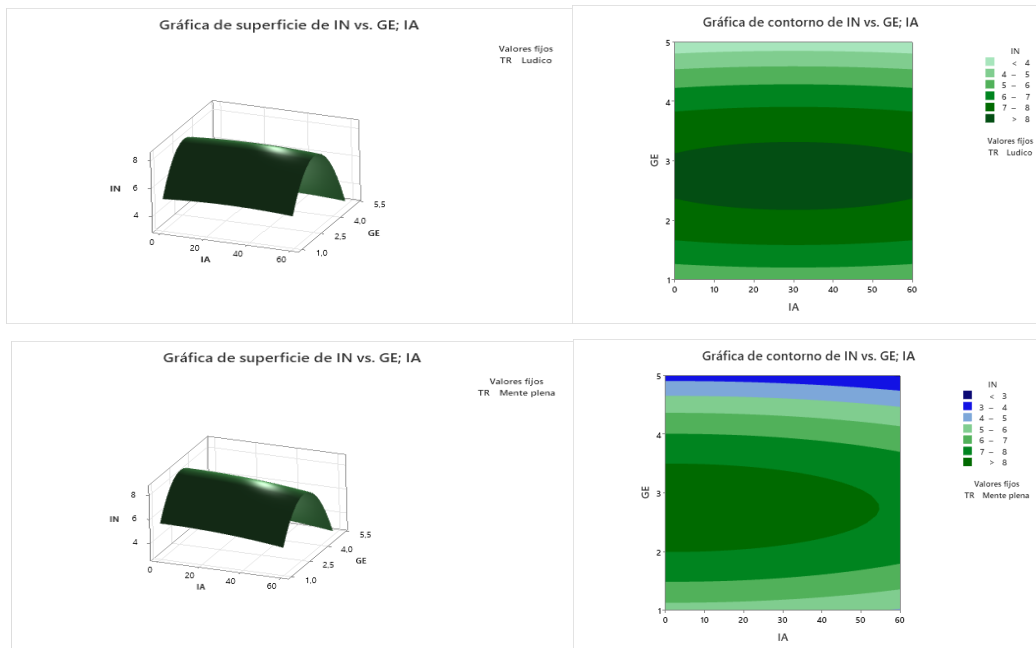 Gráfica de superficie de IN vs. GE; IA
Valores fijos
TR Ludíco
8
6
4
IN
0
20
40
60
IA
1,0
2,5
4,0
5,5
GE
Gráfica de contorno de IN vs. GE; IA
5
4
3
2
1
GE
0 10 20 30 40 50 60
IA
IN
< 4
4 – 5
5 – 6
6 – 7
7 – 8
> 8
Valores fijos
TR Ludíco
Gráfica de superficie de IN vs. GE; IA
Valores fijos
TR Mente plena
8
6
4
IN
0
20
40
60
IA
1,0
2,5
4,0
5,5
GE
Gráfica de contorno de IN vs. GE; IA
5
4
3
2
1
GE
0 10 20 30 40 50 60
IA
IN
< 3
3 – 4
4 – 5
5 – 6
6 – 7
7 – 8
> 8
Valores fijos
TR Mente plena